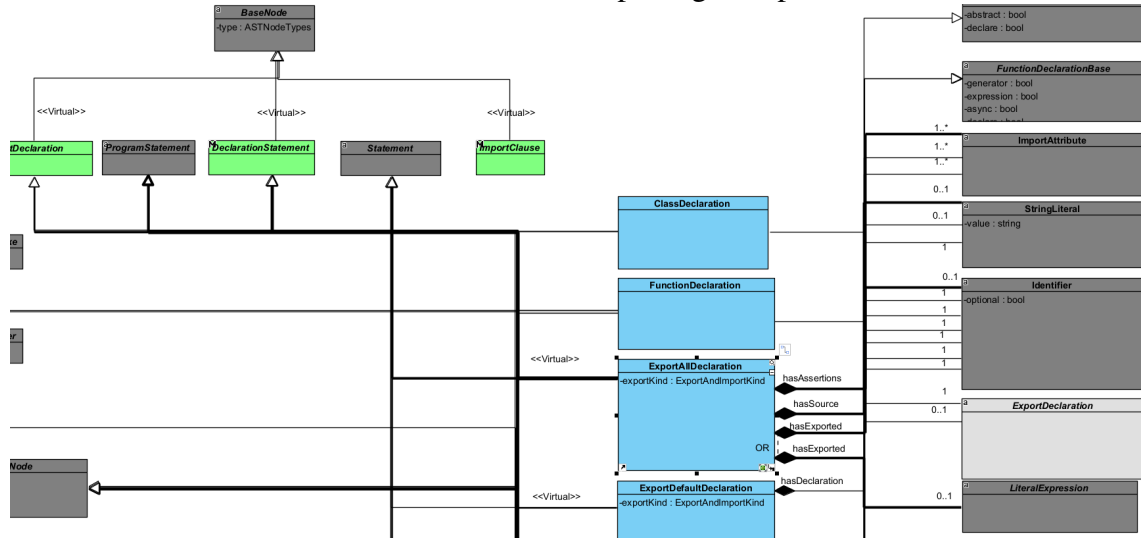 BaseNode
-type : ASTNodeTypes
-abstract : bool
-declare : bool
FunctionDeclarationBase
-generator : bool
-expression : bool
-async : bool
<<Virtual>>
<<Virtual>>
<<Virtual>>
tDeclaration
ProgramStatement
DeclarationStatement
Statement
ImportClause
1..*
ImportAttribute
1..*
1..*
0..1
ClassDeclaration
StringLiteral
-value : string
0..1
1
0..1
FunctionDeclaration
Identifier
-optional : bool
1
1
1
1
1
1
<<Virtual>>
ExportAllDeclaration
-exportKind : ExportAndImportKind
hasAssertions
hasSource
hasExported
OR
hasExported
1
0..1
ExportDeclaration
Node
<<Virtual>>
ExportDefaultDeclaration
-exportKind : ExportAndImportKind
hasDeclaration
0..1
LiteralExpression